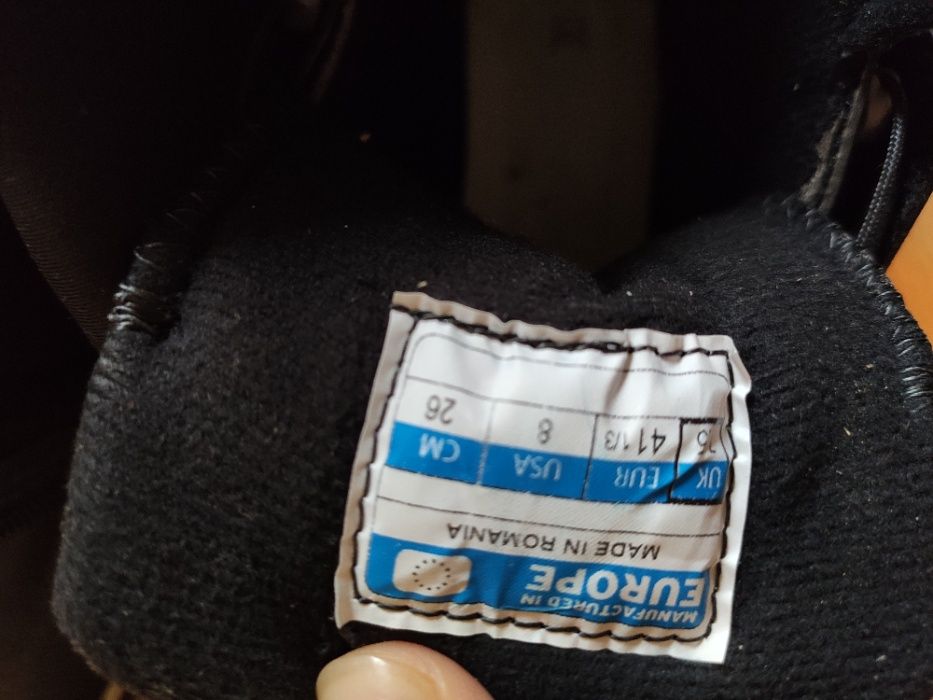 MANUFACTURED IN
EUROPE
MADE IN ROMANIA
UK EUR USA CM
7,5 41 1/3 8 26